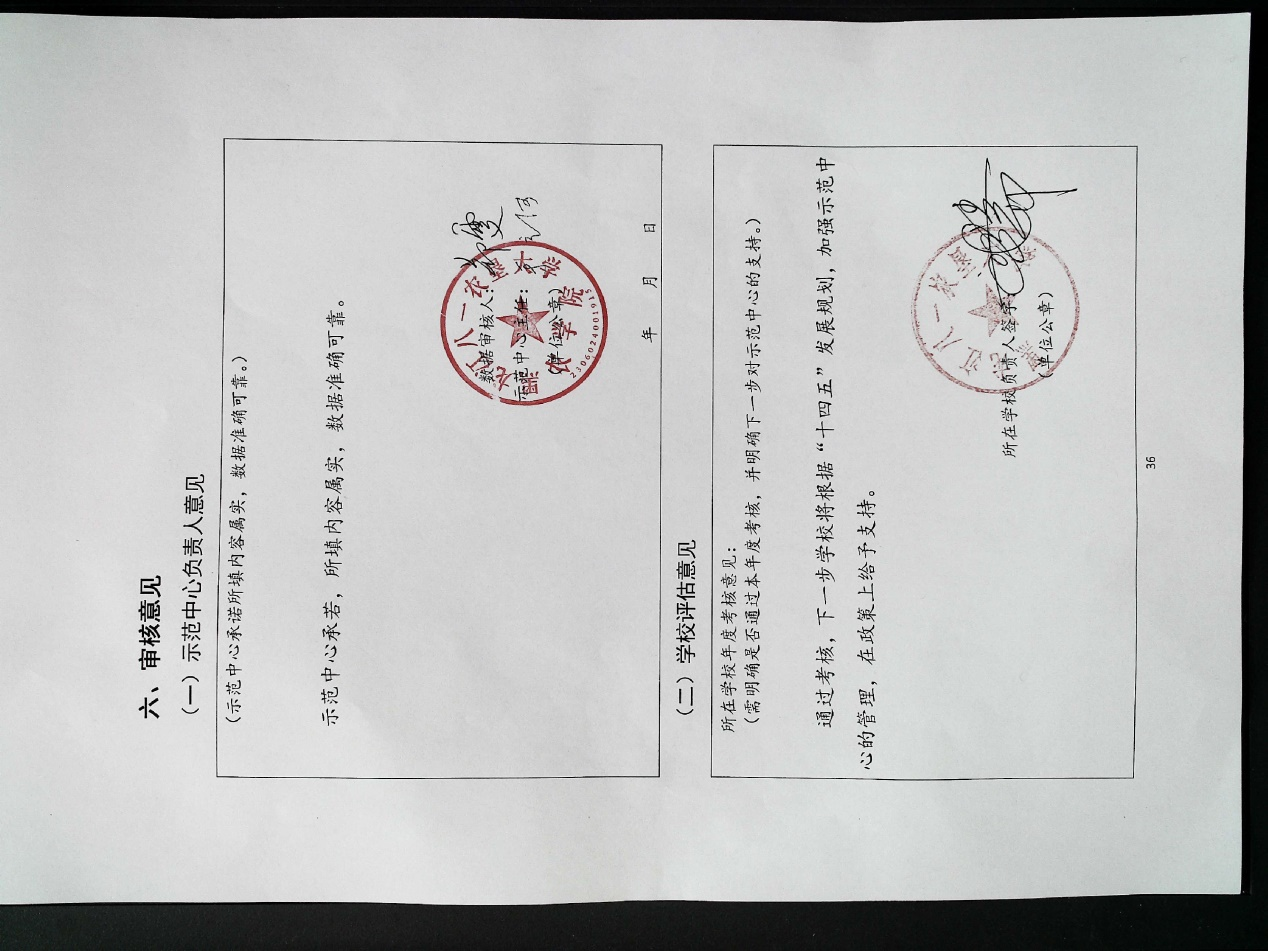 六、审核意见
（一）示范中心负责人意见
（示范中心承诺所填内容属实，数据准确可靠。）
示范中心承若，所填内容属实，数据准确可靠。
数据审核人：
示范中心主任：
（单位公章）
2306024001915
年 月 日
（二）学校评估意见
所在学校年度考核意见：
（需明确是否通过本年度考核，并明确下一步对示范中心的支持。）
通过考核，下一步学校将根据“十四五”发展规划，加强示范中
心的管理，在政策上给予支持。
所在学校负责人签字：
（单位公章）
36